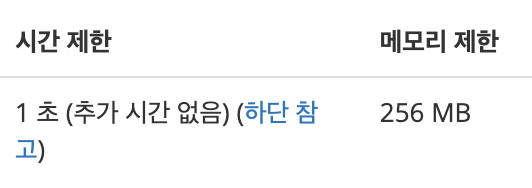 시간 제한 메모리 제한
1 초 (추가 시간 없음) (하단 참 256 MB
고)